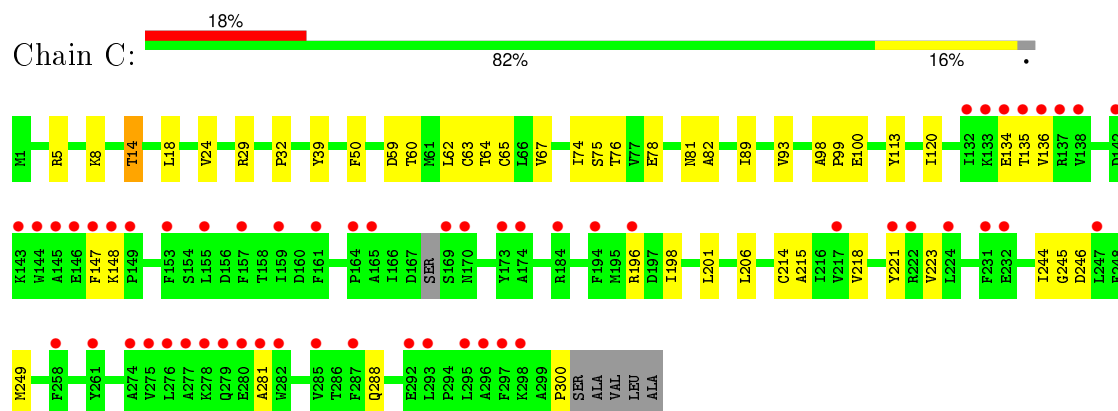 18%
Chain C:
82% 16% •
M1 R5 K8 T14 L18 V24 R29 P32 Y39 F50 D59 T60 M61 L62 C63 T64 G65 L66 V67 I74 S75 T76 V77 E78 N81 A82 I89 V93 A98 P99 E100 Y113 I120 I132 K133 E134 T135 V136 R137 V138 D142
K143 W144 A145 E146 F147 K148 P149 F153 S154 L155 D156 F157 T158 I159 D160 F161 P164 A165 I166 D167 SER S169 N170 Y173 A174 R184 F194 M195 R196 D197 I198 L201 L206 C214 A215 I216 V217 V218 Y221 R222 V223 L224 F231 E232 I244 G245 D246 L247 E248
M249 F258 Y261 A274 V275 L276 A277 K278 Q279 E280 A281 W282 V285 T286 F287 Q288 E292 L293 P294 L295 A296 F297 K298 A299 P300 SER ALA VAL LEU ALA